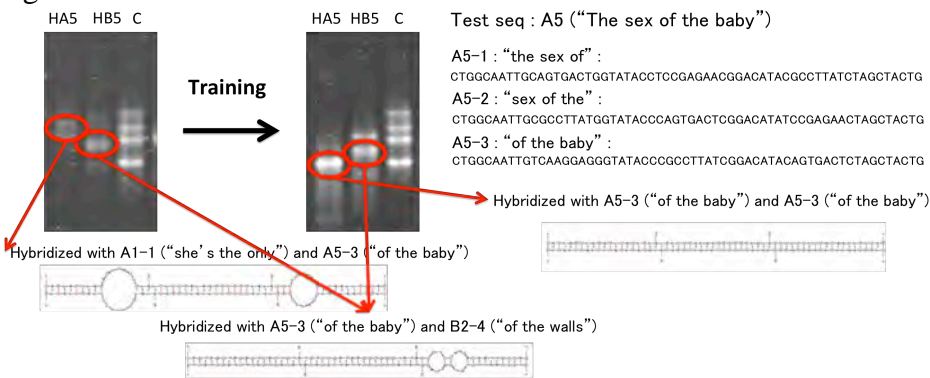 HA5 HB5 C
HA5 HB5 C
Training
Test seq : A5 (“The sex of the baby”)
A5-1 : “the sex of” :
CTGGCAATTGCAGTGACTGGTATACCTCCGAGAACGGACATACGCCTTATCTAGCTACTG
A5-2 : “sex of the” :
CTGGCAATTGCGCCTTATGGTATACCCAGTGACTCGGACATATCCGAGAACTAGCTACTG
A5-3 : “of the baby” :
CTGGCAATTGTCAAGGAGGGTATACCCGCCTTATCGGACATACAGTGACTCTAGCTACTG
Hybridized with A5-3 (“of the baby”) and A5-3 (“of the baby”)
Hybridized with A1-1 (“she’s the only”) and A5-3 (“of the baby”)
Hybridized with A5-3 (“of the baby”) and B2-4 (“of the walls”)